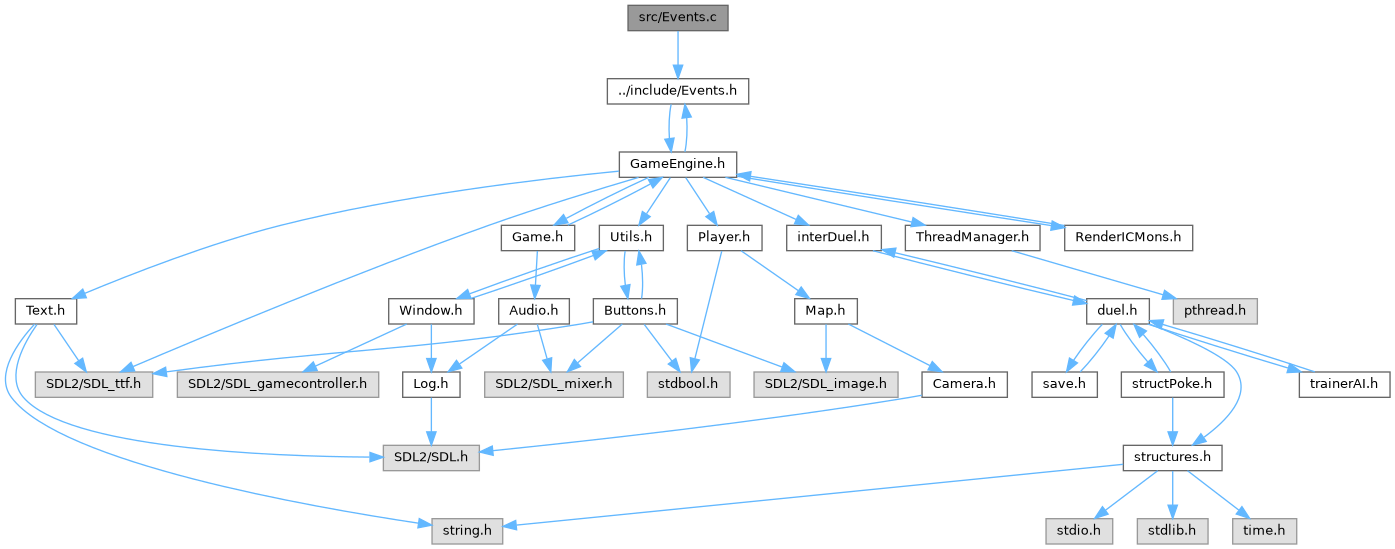 src/Events.c
../include/Events.h
GameEngine.h
Game.h
Utils.h
Player.h
interDuel.h
ThreadManager.h
RenderICMons.h
Text.h
Window.h
Audio.h
Buttons.h
Map.h
duel.h
pthread.h
SDL2/SDL_ttf.h
SDL2/SDL_gamecontroller.h
Log.h
SDL2/SDL_mixer.h
stdbool.h
SDL2/SDL_image.h
Camera.h
save.h
structPoke.h
trainerAI.h
SDL2/SDL.h
structures.h
string.h
stdio.h
stdlib.h
time.h